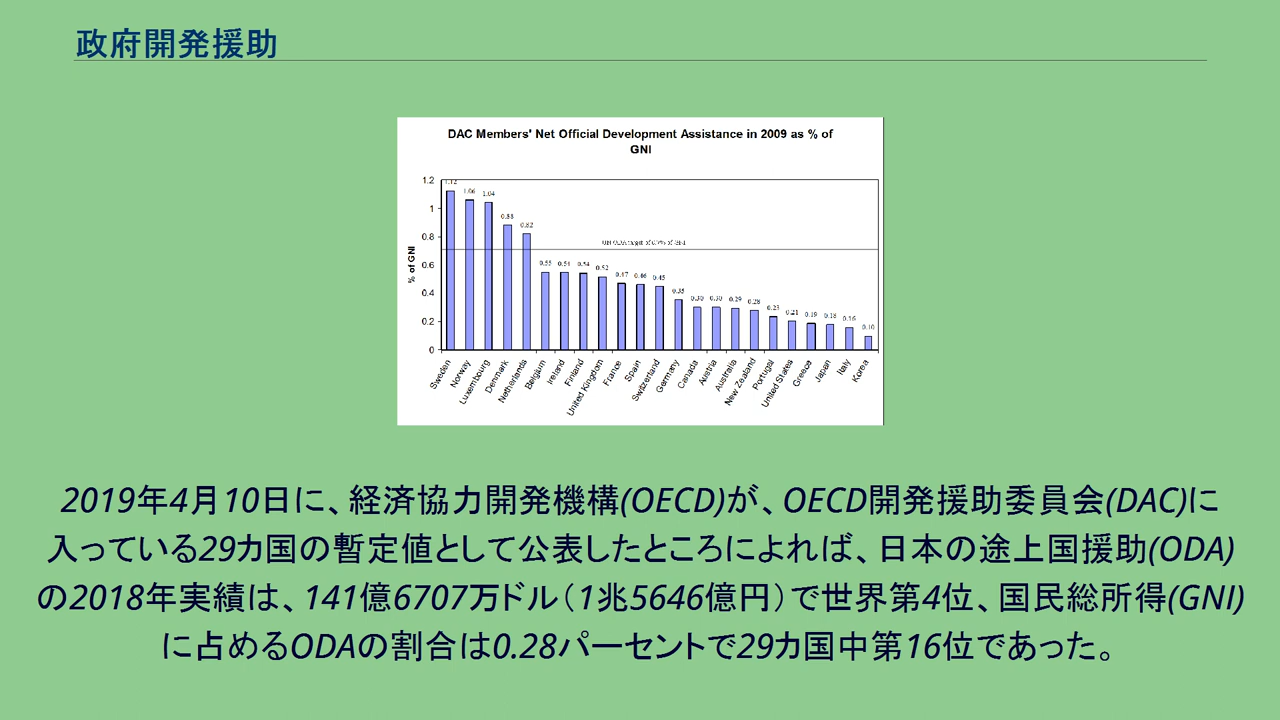 政府開発援助
DAC Members' Net Official Development Assistance in 2009 as % of
GNI
% of GNI
1.2
1
0.8
0.6
0.4
0.2
0
1.12
1.06
1.04
0.88
0.82
0.55
0.54
0.54
0.52
0.47
0.46
0.45
0.35
0.30
0.30
0.29
0.28
0.23
0.21
0.19
0.18
0.16
0.10
UN ODA target of 0.7% of GNI
Sweden
Norway
Luxembourg
Denmark
Netherlands
Belgium
Ireland
Finland
United Kingdom
France
Spain
Switzerland
Germany
Canada
Austria
Australia
New Zealand
Portugal
United States
Greece
Japan
Italy
Korea
2019年4月10日に、経済協力開発機構(OECD)が、OECD開発援助委員会(DAC)に
入っている29カ国の暫定値として公表したところによれば、日本の途上国援助(ODA)
の2018年実績は、141億6707万ドル（1兆5646億円）で世界第4位、国民総所得(GNI)
に占めるODAの割合は0.28パーセントで29カ国中第16位であった。